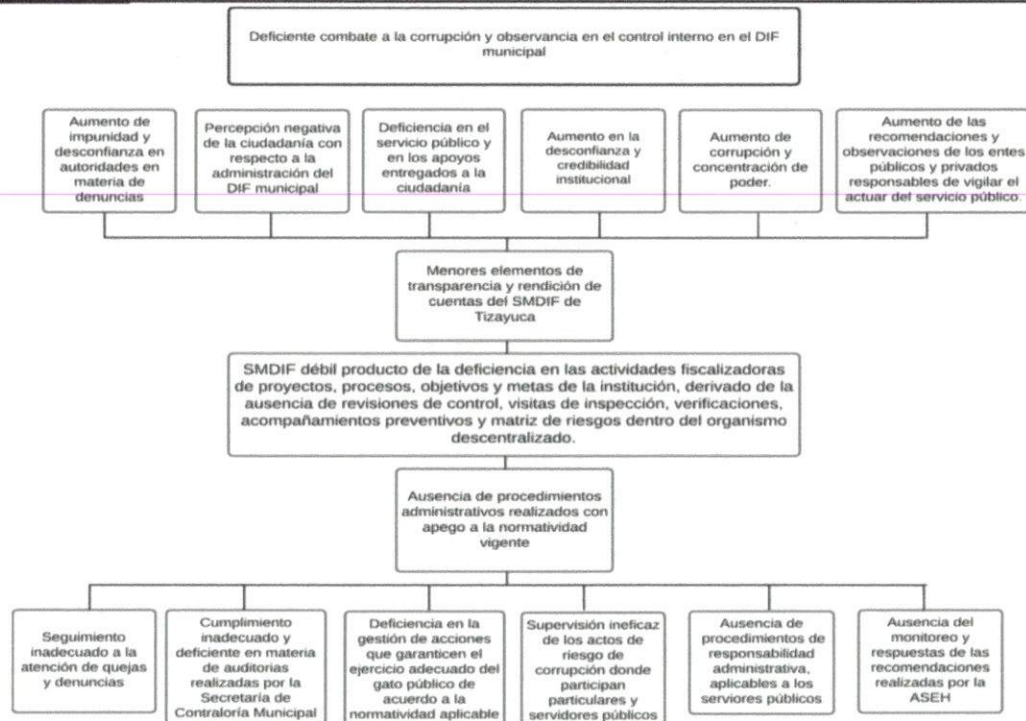 Deficiente combate a la corrupción y observancia en el control interno en el DIF
municipal
Aumento de
impunidad y
desconfianza en
autoridades en
materia de
denuncias
Percepción negativa
de la ciudadanía con
respecto a la
administración del
DIF municipal
Deficiencia en el
servicio público y
en los apoyos
entregados a la
ciudadanía
Aumento en la
desconfianza y
credibilidad
institucional
Aumento de
corrupción y
concentración de
poder.
Aumento de las
recomendaciones y
observaciones de los entes
públicos y privados
responsables de vigilar el
actuar del servicio público.
Menores elementos de
transparencia y rendición de
cuentas del SMDIF de
Tizayuca
SMDIF débil producto de la deficiencia en las actividades fiscalizadoras
de proyectos, procesos, objetivos y metas de la institución, derivado de la
ausencia de revisiones de control, visitas de inspección, verificaciones,
acompañamientos preventivos y matriz de riesgos dentro del organismo
descentralizado.
Ausencia de procedimientos
administrativos realizados con
apego a la normatividad
vigente
Seguimiento
inadecuado a la
atención de quejas
y denuncias
Cumplimiento
inadecuado y
deficiente en materia
de auditorias
realizadas por la
Secretaría de
Contraloría Municipal
Deficiencia en la
gestión de acciones
que garanticen el
ejercicio adecuado del
gato público de
acuerdo a la
normatividad aplicable
Supervisión ineficaz
de los actos de
riesgo de
corrupción donde
participan
particulares y
servidores públicos
Ausencia de
procedimientos de
responsabilidad
administrativa,
aplicables a los
serviores públicos
Ausencia del
monitoreo y
respuestas de las
recomendaciones
realizadas por la
ASEH